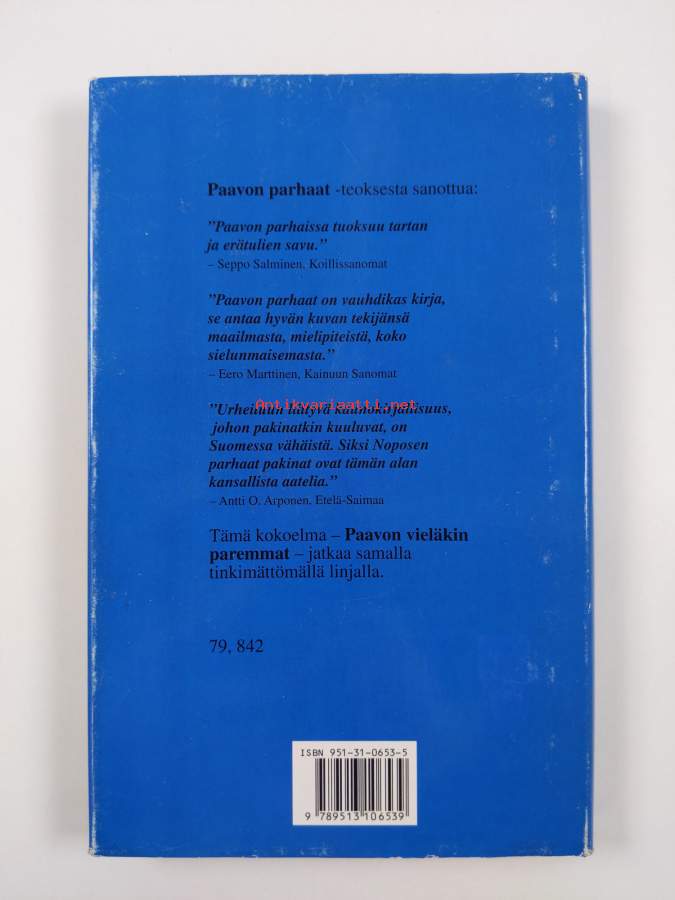 Paavon parhaat -teoksesta sanottua:
”Paavon parhaissa tuoksuu tartan
ja erätulien savu.”
– Seppo Salminen, Koillissanomat
”Paavon parhaat on vauhdikas kirja,
se antaa hyvän kuvan tekijänsä
maailmasta, mielipiteistä, koko
sielunmaisemasta.”
– Eero Marttinen, Kainuun Sanomat
Antikvariaatti.net
”Urheiluun liittyvä kaunokirjallisuus,
johon pakinatkin kuuluvat, on
Suomessa vähäistä. Siksi Noposen
parhaat pakinat ovat tämän alan
kansallista aatelia.”
– Antti O. Arponen, Etelä-Saimaa
Tämä kokoelma – Paavon vieläkin
paremmat – jatkaa samalla
tinkimättömällä linjalla.
79, 842
ISBN 951-31-0653-5
9 789513 106539